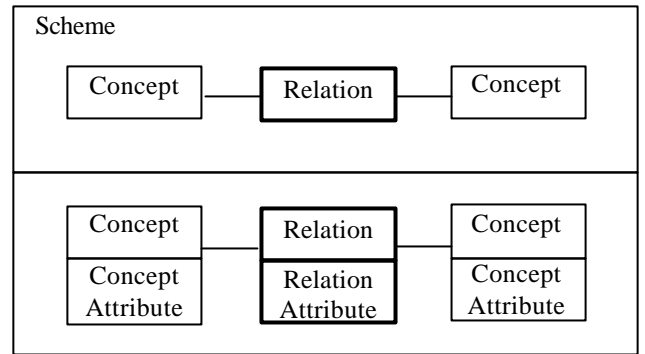 Scheme
Concept Relation Concept
Concept Relation Concept
Concept Relation Concept
Attribute Attribute Attribute